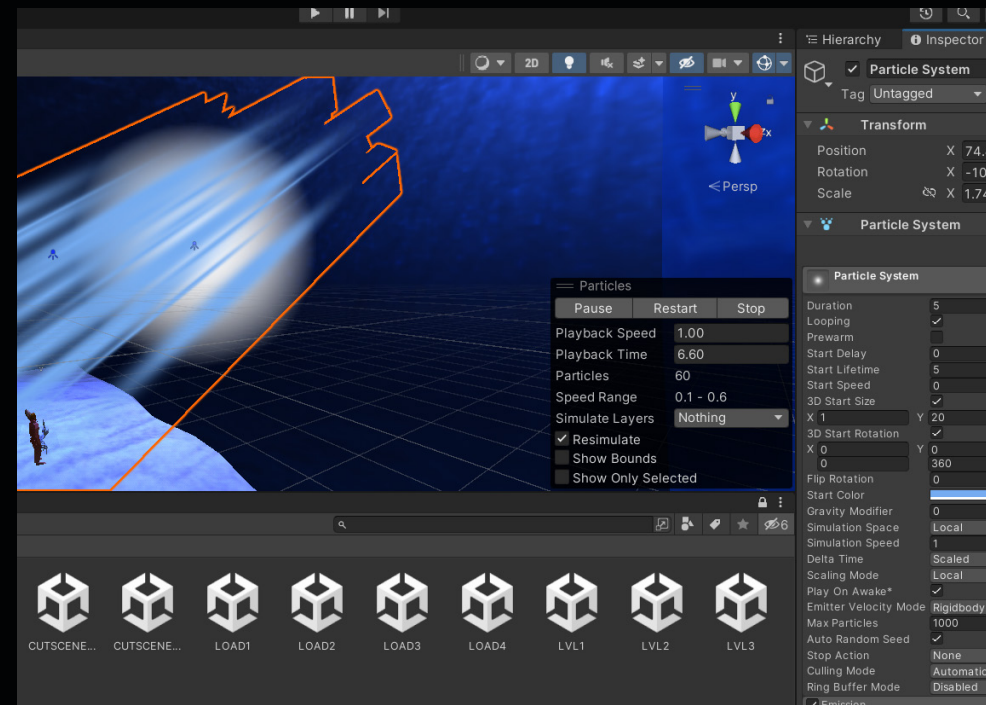 Hierarchy Inspector
2D
Particle System
Tag Untagged
y
x
Persp
Transform
Position X 74.
Rotation X -10
Scale X 1.74
Particle System
Particle System
Particles
Pause Restart Stop
Playback Speed 1.00
Playback Time 6.60
Particles 60
Speed Range 0.1 - 0.6
Simulate Layers Nothing
Resimulate
Show Bounds
Show Only Selected
Duration 5
Looping
Prewarm
Start Delay 0
Start Lifetime 5
Start Speed 0
3D Start Size
X 1 Y 20
3D Start Rotation
X 0 Y 0
0 360
Flip Rotation 0
Start Color
Gravity Modifier 0
Simulation Space Local
Simulation Speed 1
Delta Time Scaled
Scaling Mode Local
Play On Awake*
Emitter Velocity Mode Rigidbody
Max Particles 1000
Auto Random Seed
Stop Action None
Culling Mode Automatic
Ring Buffer Mode Disabled
Emission
6
CUTSCENE... CUTSCENE... LOAD1 LOAD2 LOAD3 LOAD4 LVL1 LVL2 LVL3